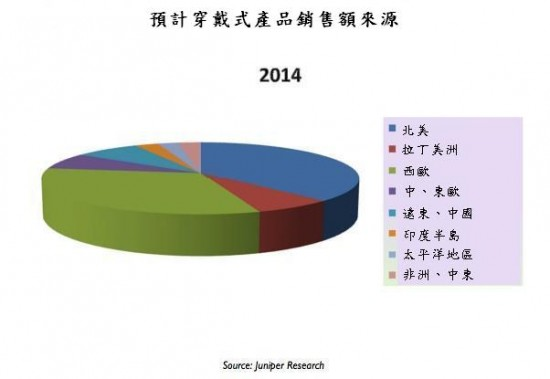 預計穿戴式產品銷售額來源
2014
北美
拉丁美洲
西歐
中、東歐
遠東、中國
印度半島
太平洋地區
非洲、中東
Source: Juniper Research